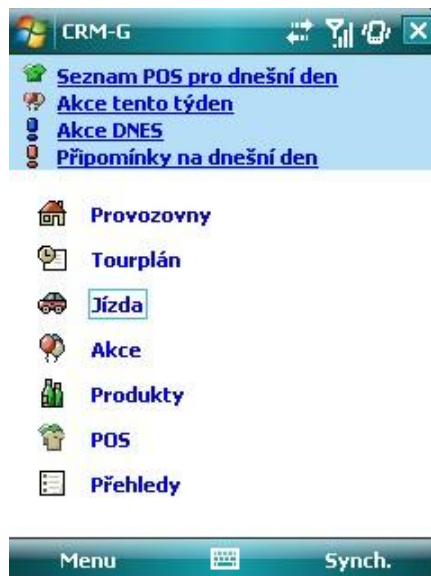 CRM-G
Seznam POS pro dnešní den
Akce tento týden
Akce DNES
Připomínky na dnešní den
Provozovny
Tourplán
Jízda
Akce
Produkty
POS
Přehledy
Menu Synch.